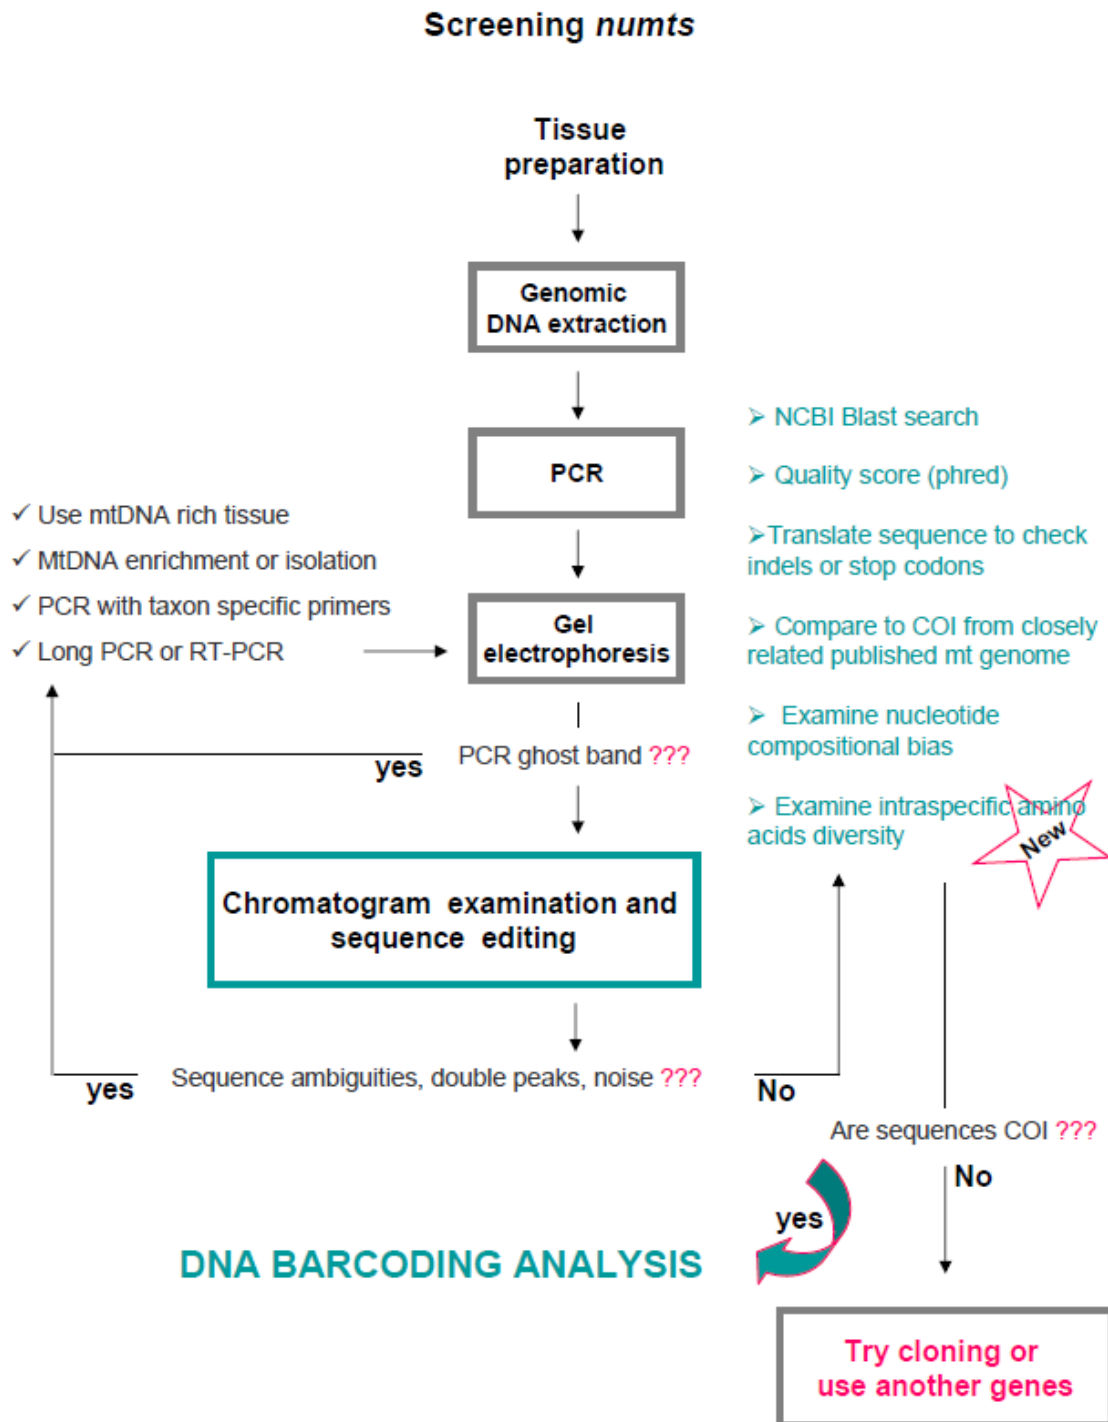 Screening numts
Tissue
preparation
Genomic
DNA extraction
PCR
Gel
electrophoresis
✓ Use mtDNA rich tissue
✓ MtDNA enrichment or isolation
✓ PCR with taxon specific primers
✓ Long PCR or RT-PCR
yes
PCR ghost band ???
Chromatogram examination and
sequence editing
yes
Sequence ambiguities, double peaks, noise ???
No
➢ NCBI Blast search
➢ Quality score (phred)
➢Translate sequence to check
indels or stop codons
➢ Compare to COI from closely
related published mt genome
➢ Examine nucleotide
compositional bias
➢ Examine intraspecific amino
acids diversity
New
Are sequences COI ???
No
yes
DNA BARCODING ANALYSIS
Try cloning or
use another genes